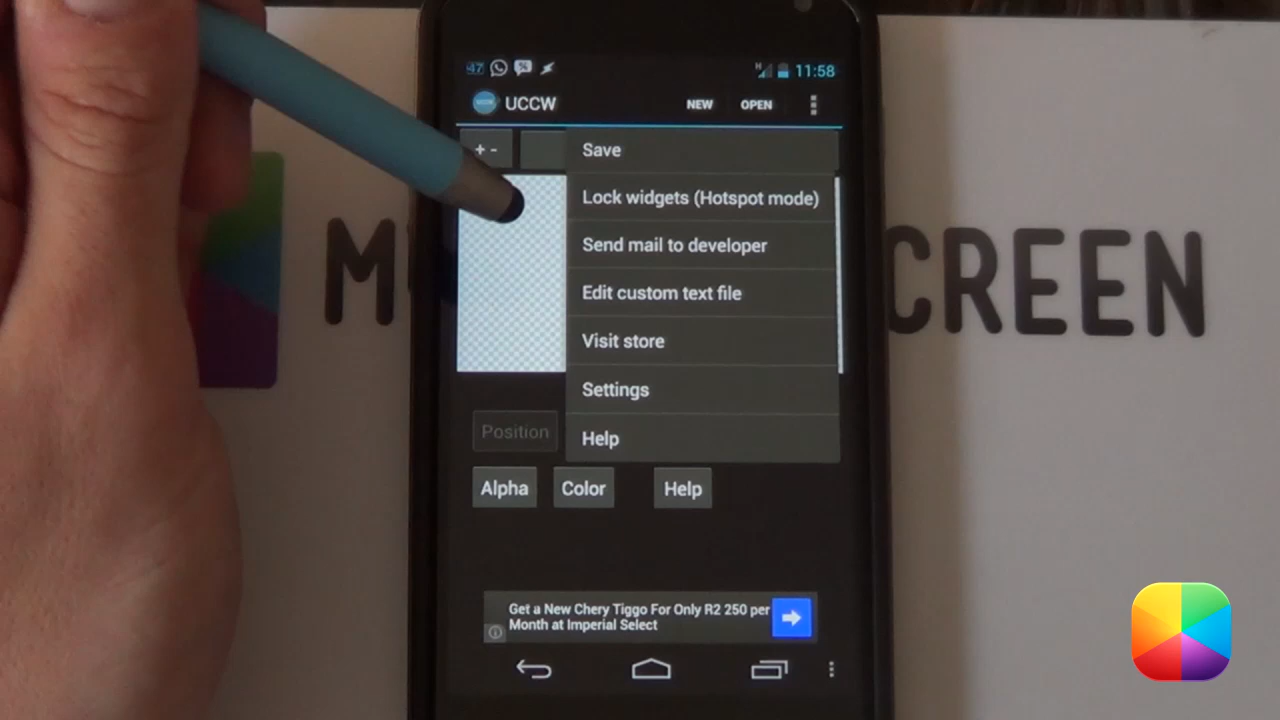 47
11:58
UCCW
NEW
OPEN
+ -
Save
Lock widgets (Hotspot mode)
Send mail to developer
Edit custom text file
Visit store
Settings
Position
Help
Alpha
Color
Help
M
CREEN
Get a New Chery Tiggo For Only R2 250 per
Month at Imperial Select